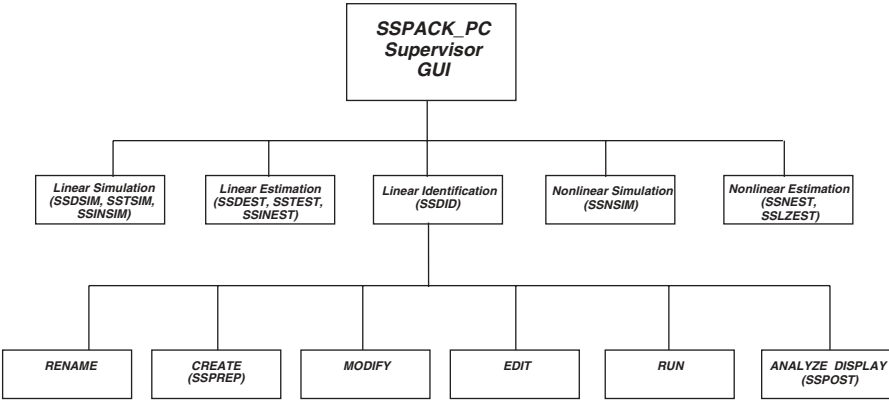 SSPACK_PC
Supervisor
GUI
Linear Simulation
(SSDSIM, SSTSIM,
SSINSIM)
Linear Estimation
(SSDEST, SSTEST,
SSINEST)
Linear Identification
(SSDID)
Nonlinear Simulation
(SSNSIM)
Nonlinear Estimation
(SSNEST,
SSLZEST)
RENAME
CREATE
(SSPREP)
MODIFY
EDIT
RUN
ANALYZE DISPLAY
(SSPOST)